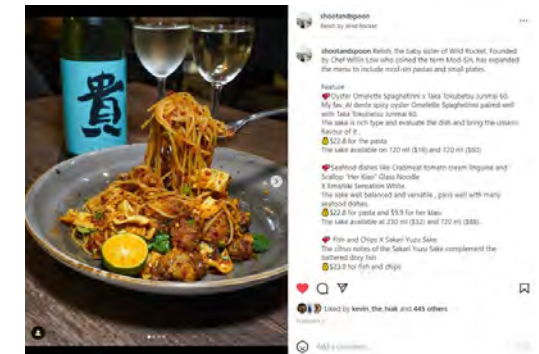 貴
shootandspoon
Relish by Wild Rocket
shootandspoon Relish, the baby sister of Wild Rocket. Founded
by Chef Willin Low who coined the term Mod-Sin, has expanded
the menu to include mod-sin pastas and small plates.
Feature
Oyster Omelette Spaghettini x Taka Tokubetsu Junmai 60.
My fav. Al dente spicy oyster Omelette Spaghettini paired well
with Taka Tokubetsu Junmai 60.
The sake is rich type and evaluate the dish and bring the umami
flavour of it.
$22.8 for the pasta
The sake available on 120 ml ($16) and 720 ml ($80)
Seafood dishes like Crabmeat tomato cream linguine and
Scallop "Her Kiao" Glass Noodle
X Sensation White.
The sake well balanced and versatile, pairs well with many
seafood dishes.
for pasta and $9.9 for her kiao
The sake available at 230 ml ($32) and 720 ml ($88).
Fish and Chips X Sakari Yuzu Sake
The citrus notes of the Sakari Yuzu Sake complement the
battered dory fish
for fish and chips
Liked by kevin_the_hiak and 445 others
Add a comment...